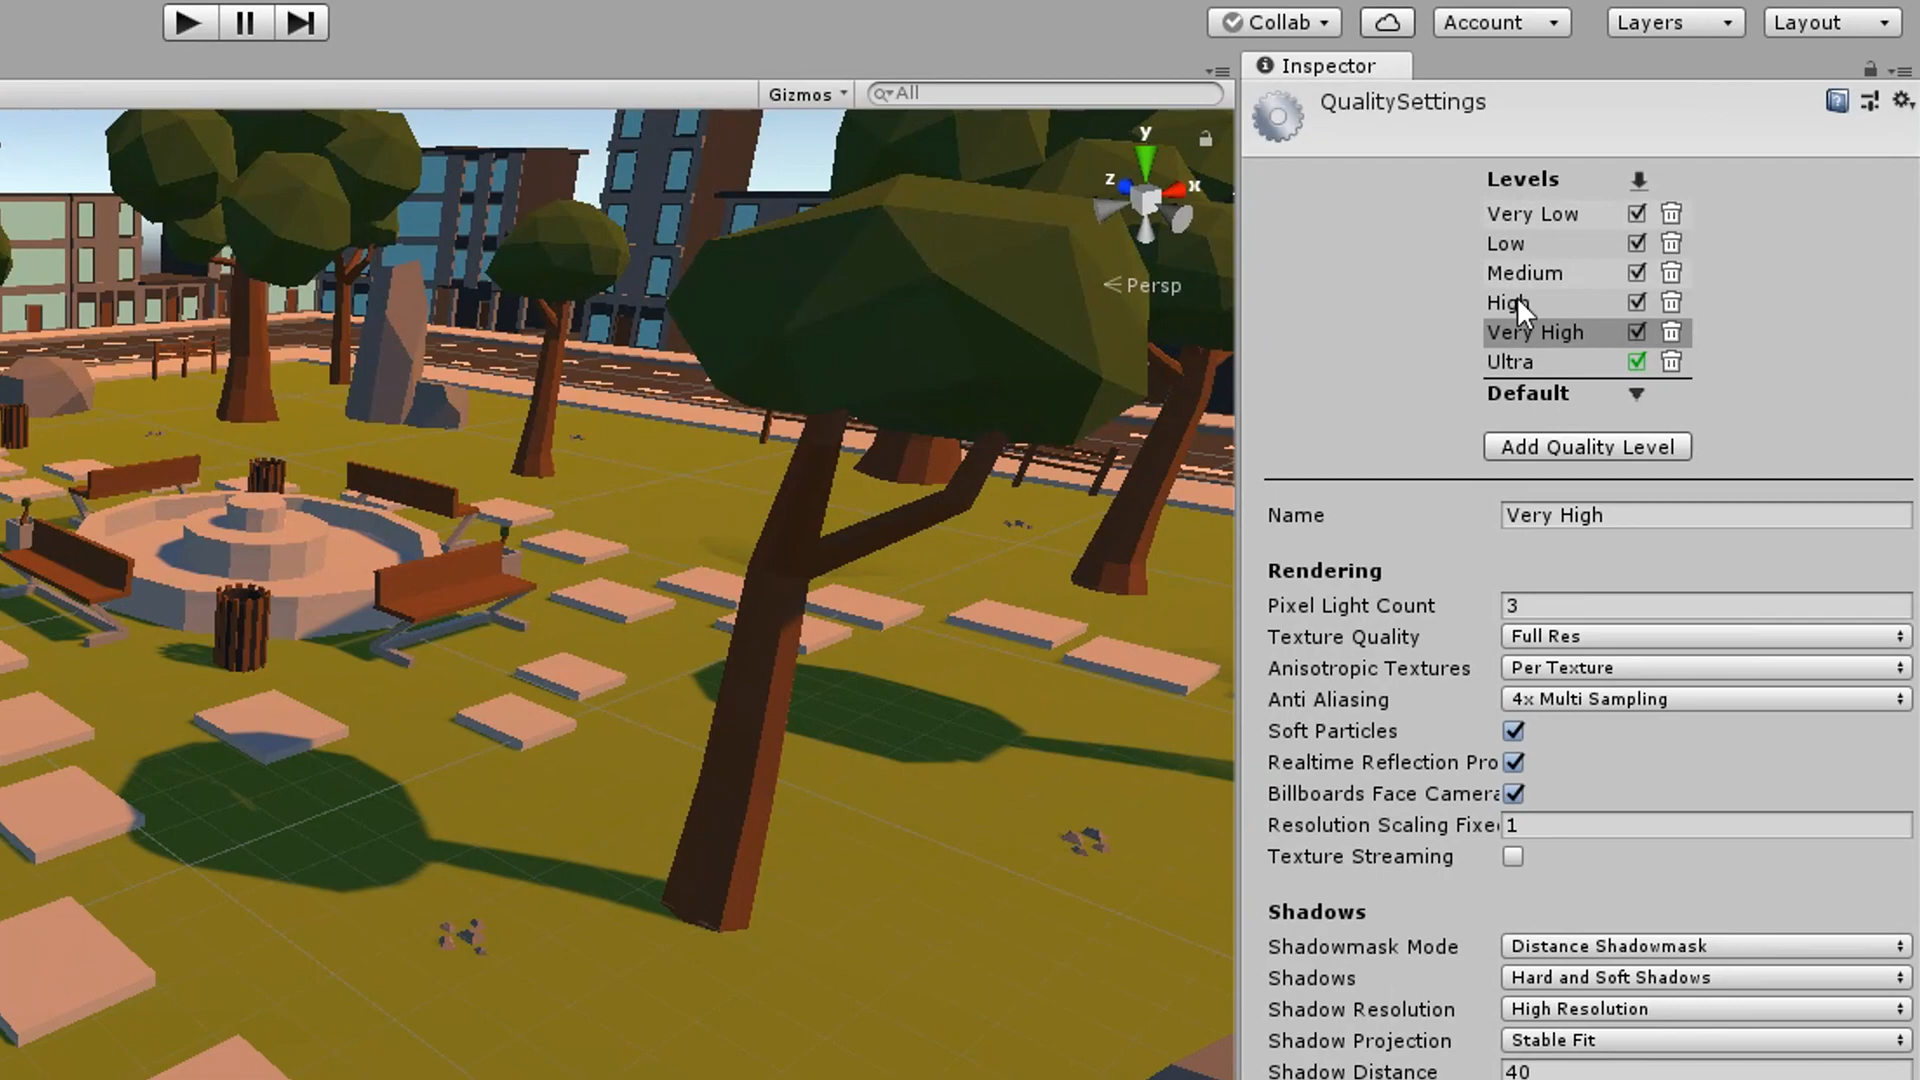 Collab
Account
Layers
Layout
Inspector
Gizmos
All
QualitySettings
y
z
x
Persp
Levels
Very Low
Low
Medium
High
Very High
Ultra
Default
Add Quality Level
Name Very High
Rendering
Pixel Light Count 3
Texture Quality Full Res
Anisotropic Textures Per Texture
Anti Aliasing 4x Multi Sampling
Soft Particles
Realtime Reflection Pro
Billboards Face Camera
Resolution Scaling Fixe 1
Texture Streaming
Shadows
Shadowmask Mode Distance Shadowmask
Shadows Hard and Soft Shadows
Shadow Resolution High Resolution
Shadow Projection Stable Fit
Shadow Distance 40